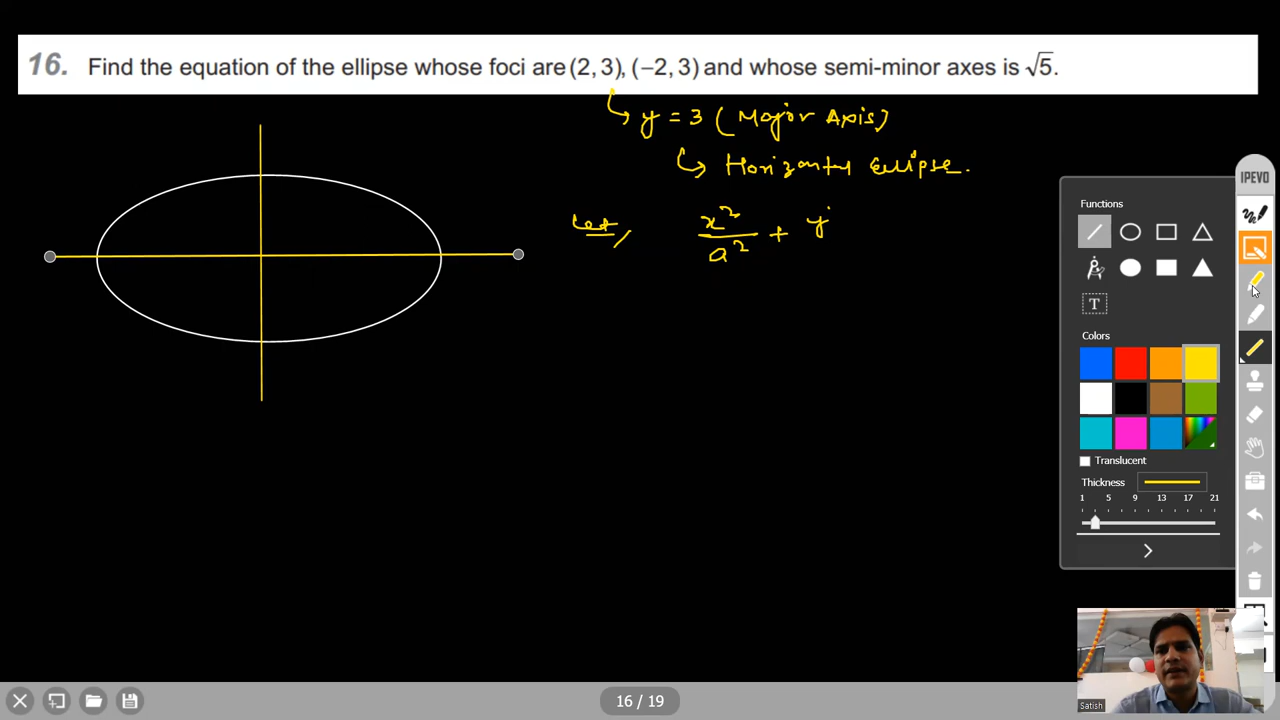 16. Find the equation of the ellipse whose foci are (2, 3), (−2, 3) and whose semi-minor axes is √5.
↳ y = 3 (Major Axis)
↳ Horizontal Ellipse.
Let, x²/a² + y
IPEVO
Functions
T
Colors
Translucent
Thickness
1 5 9 13 17 21
Satish
16 / 19